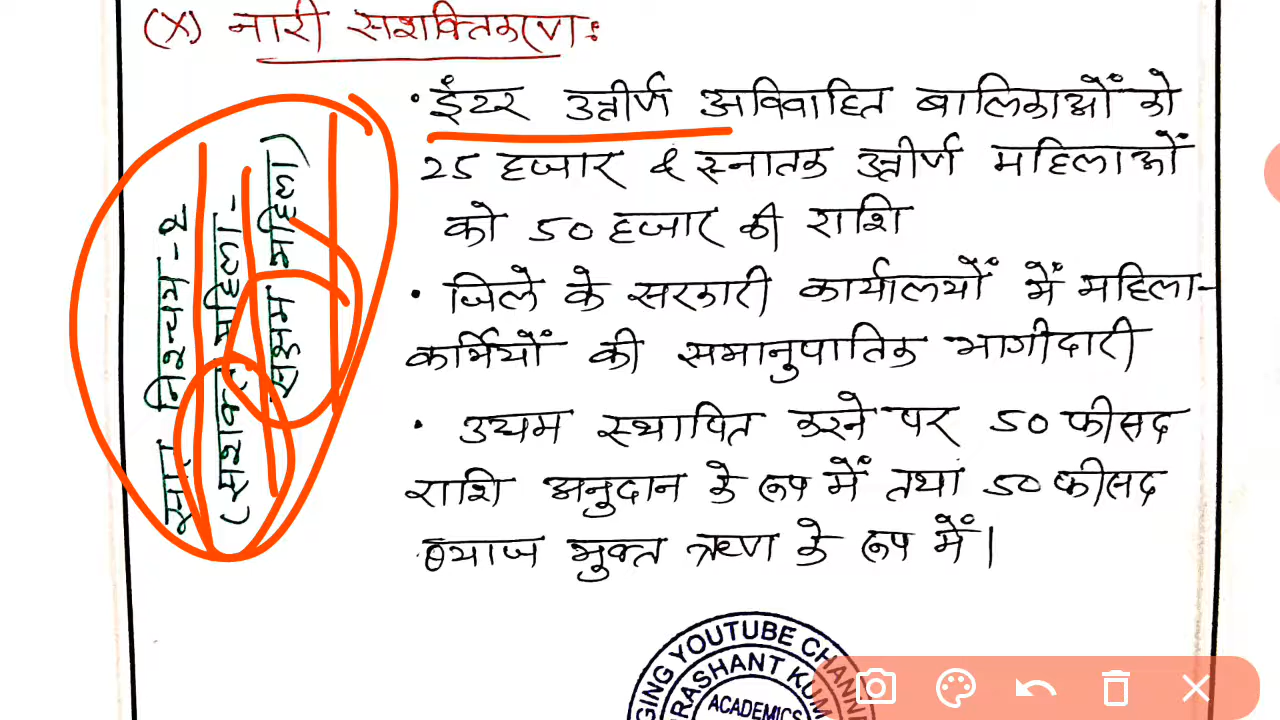 (X) नारी सशक्तिकरण:
• इंटर उत्तीर्ण अविवाहित बालिकाओं को
25 हजार & स्नातक उत्तीर्ण महिलाओं
को 50 हजार की राशि
• जिले के सरकारी कार्यालयों में महिला-
कर्मियों की समानुपातिक भागीदारी
• उद्यम स्थापित करने पर 50 फीसद
राशि अनुदान के रूप में तथा 50 फीसद
ब्याज मुक्त ऋण के रूप में।
सात निश्चय-2
(सशक्त महिला-
सक्षम महिला)
GING YOUTUBE CHANNE
RASHANT KUM
ACADEMICS